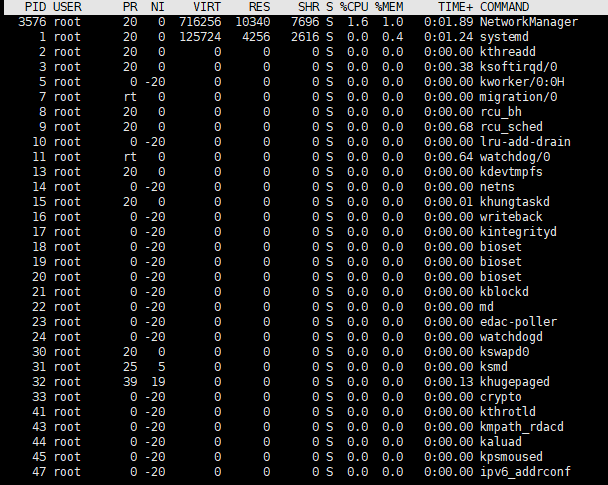 PID USER PR NI VIRT RES SHR S %CPU %MEM TIME+ COMMAND
3576 root 20 0 716256 10340 7696 S 1.6 1.0 0:01.89 NetworkManager
1 root 20 0 125724 4256 2616 S 0.0 0.4 0:01.24 systemd
2 root 20 0 0 0 0 S 0.0 0.0 0:00.00 kthreadd
3 root 20 0 0 0 0 S 0.0 0.0 0:00.38 ksoftirqd/0
5 root 0 -20 0 0 0 S 0.0 0.0 0:00.00 kworker/0:0H
7 root rt 0 0 0 0 S 0.0 0.0 0:00.00 migration/0
8 root 20 0 0 0 0 S 0.0 0.0 0:00.00 rcu_bh
9 root 20 0 0 0 0 S 0.0 0.0 0:00.68 rcu_sched
10 root 0 -20 0 0 0 S 0.0 0.0 0:00.00 lru-add-drain
11 root rt 0 0 0 0 S 0.0 0.0 0:00.64 watchdog/0
13 root 20 0 0 0 0 S 0.0 0.0 0:00.00 kdevtmpfs
14 root 0 -20 0 0 0 S 0.0 0.0 0:00.00 netns
15 root 20 0 0 0 0 S 0.0 0.0 0:00.01 khungtaskd
16 root 0 -20 0 0 0 S 0.0 0.0 0:00.00 writeback
17 root 0 -20 0 0 0 S 0.0 0.0 0:00.00 kintegrityd
18 root 0 -20 0 0 0 S 0.0 0.0 0:00.00 bioset
19 root 0 -20 0 0 0 S 0.0 0.0 0:00.00 bioset
20 root 0 -20 0 0 0 S 0.0 0.0 0:00.00 bioset
21 root 0 -20 0 0 0 S 0.0 0.0 0:00.00 kblockd
22 root 0 -20 0 0 0 S 0.0 0.0 0:00.00 md
23 root 0 -20 0 0 0 S 0.0 0.0 0:00.00 edac-poller
24 root 0 -20 0 0 0 S 0.0 0.0 0:00.00 watchdogd
30 root 20 0 0 0 0 S 0.0 0.0 0:00.00 kswapd0
31 root 25 5 0 0 0 S 0.0 0.0 0:00.00 ksmd
32 root 39 19 0 0 0 S 0.0 0.0 0:00.13 khugepaged
33 root 0 -20 0 0 0 S 0.0 0.0 0:00.00 crypto
41 root 0 -20 0 0 0 S 0.0 0.0 0:00.00 kthrotld
43 root 0 -20 0 0 0 S 0.0 0.0 0:00.00 kmpath_rdacd
44 root 0 -20 0 0 0 S 0.0 0.0 0:00.00 kaluad
45 root 0 -20 0 0 0 S 0.0 0.0 0:00.00 kpsmoused
47 root 0 -20 0 0 0 S 0.0 0.0 0:00.00 ipv6_addrconf